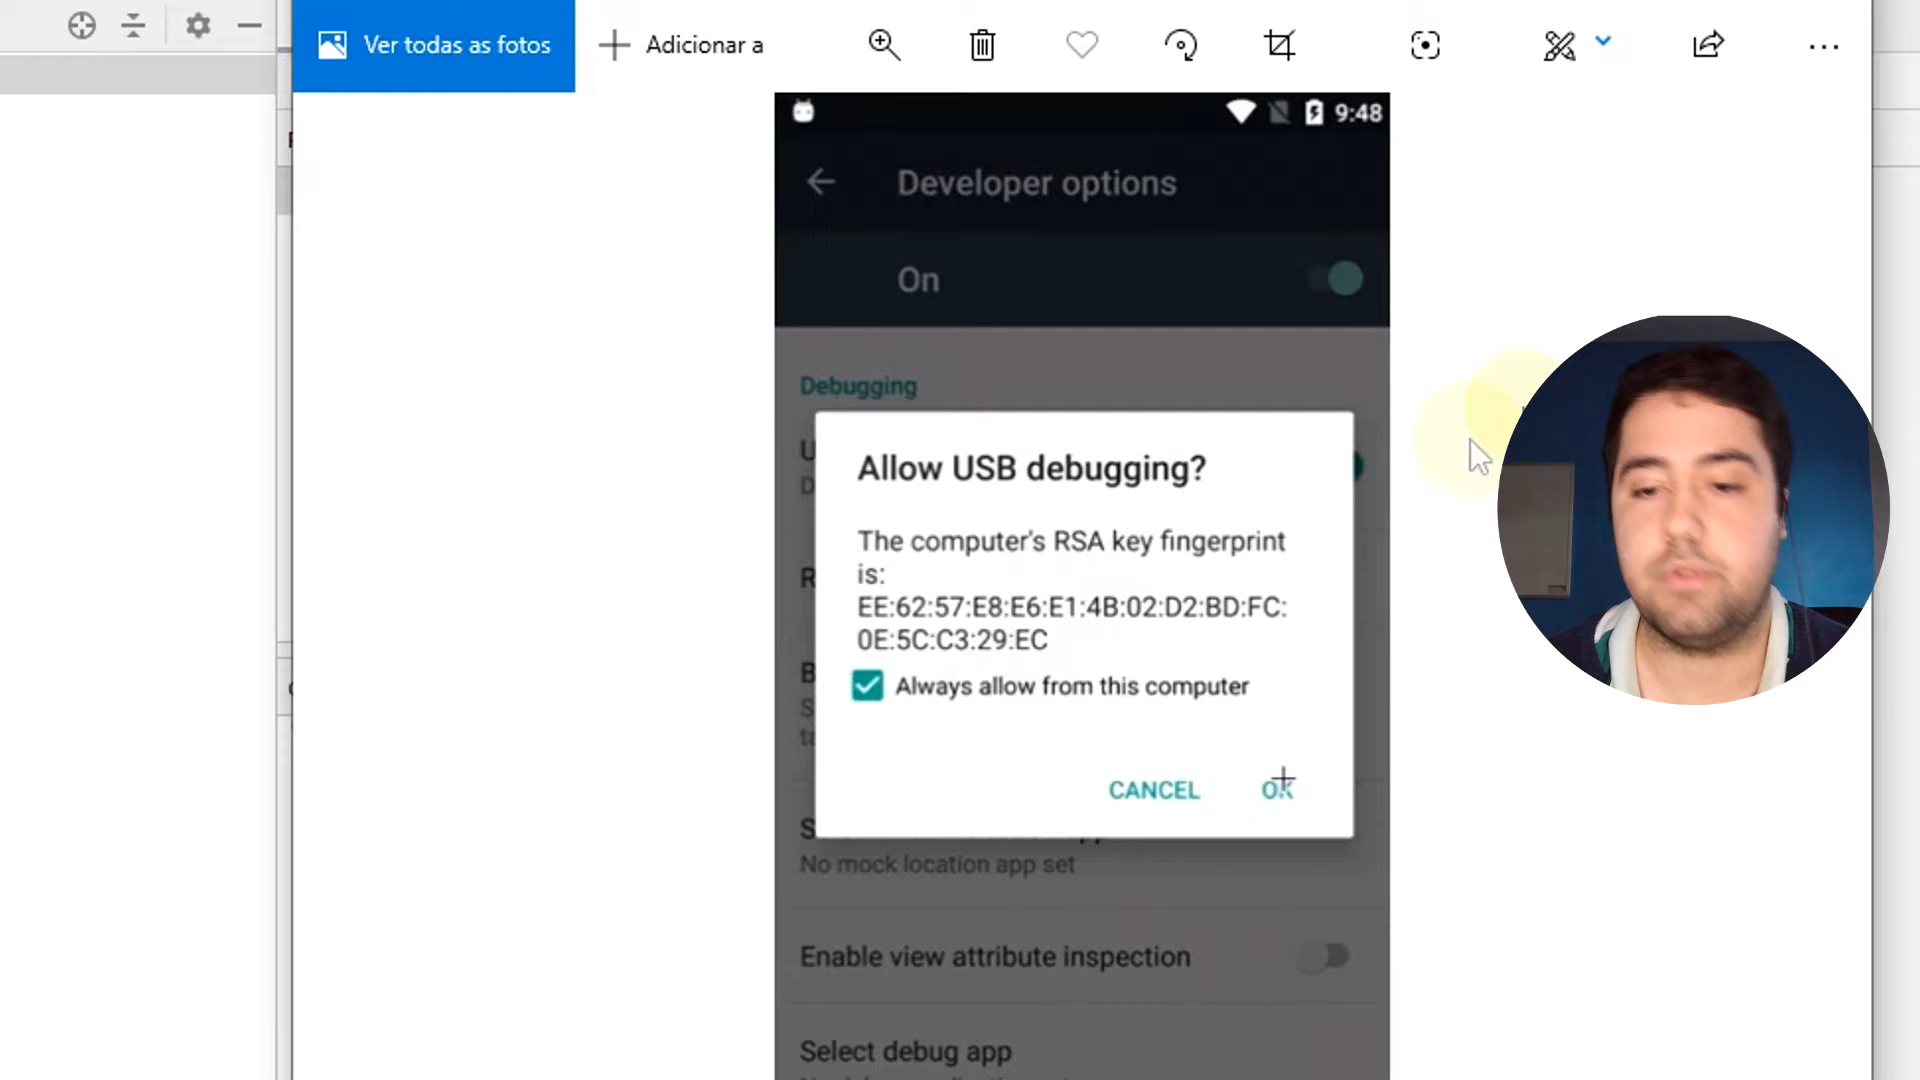 Ver todas as fotos
Adicionar a
9:48
Developer options
On
Debugging
Allow USB debugging?
The computer's RSA key fingerprint
is:
EE:62:57:E8:E6:E1:4B:02:D2:BD:FC:
0E:5C:C3:29:EC
Always allow from this computer
CANCEL
OK
No mock location app set
Enable view attribute inspection
Select debug app